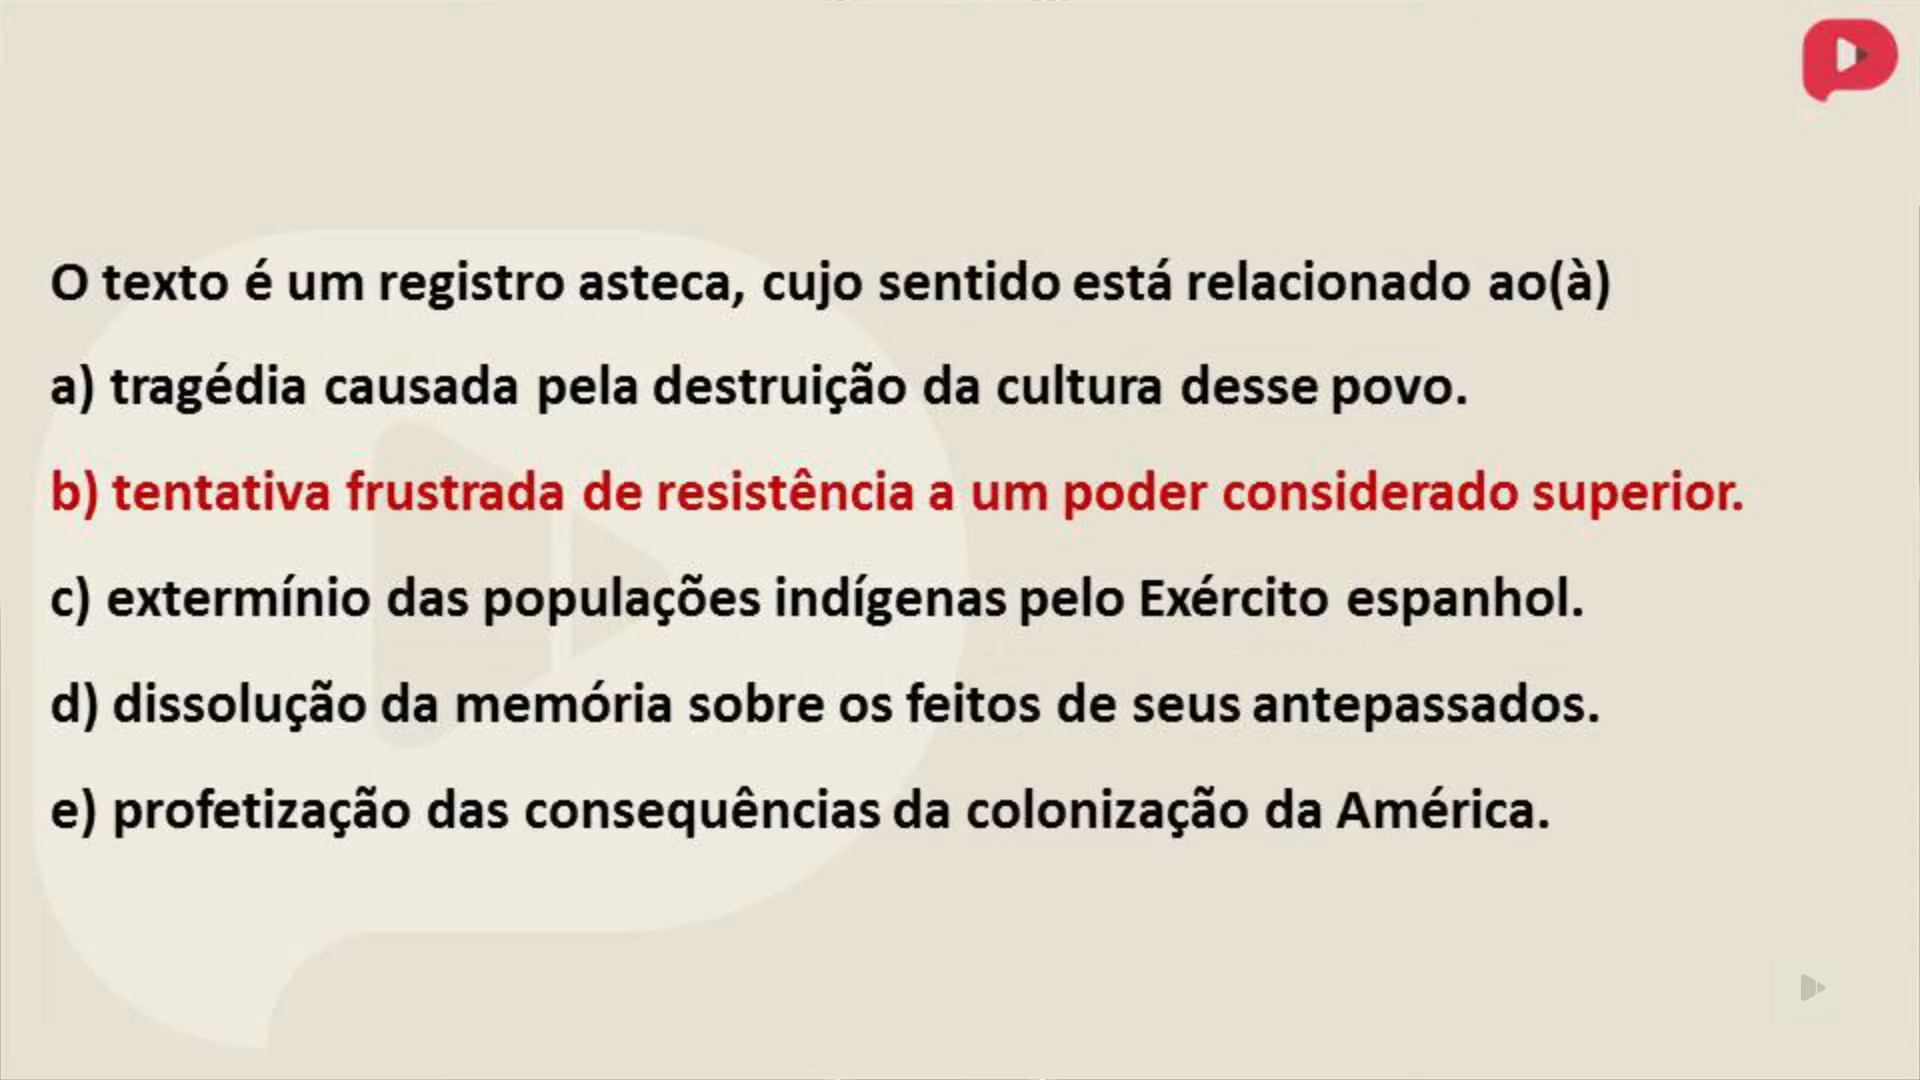 O texto é um registro asteca, cujo sentido está relacionado ao(à)
a) tragédia causada pela destruição da cultura desse povo.
b) tentativa frustrada de resistência a um poder considerado superior.
c) extermínio das populações indígenas pelo Exército espanhol.
d) dissolução da memória sobre os feitos de seus antepassados.
e) profetização das consequências da colonização da América.